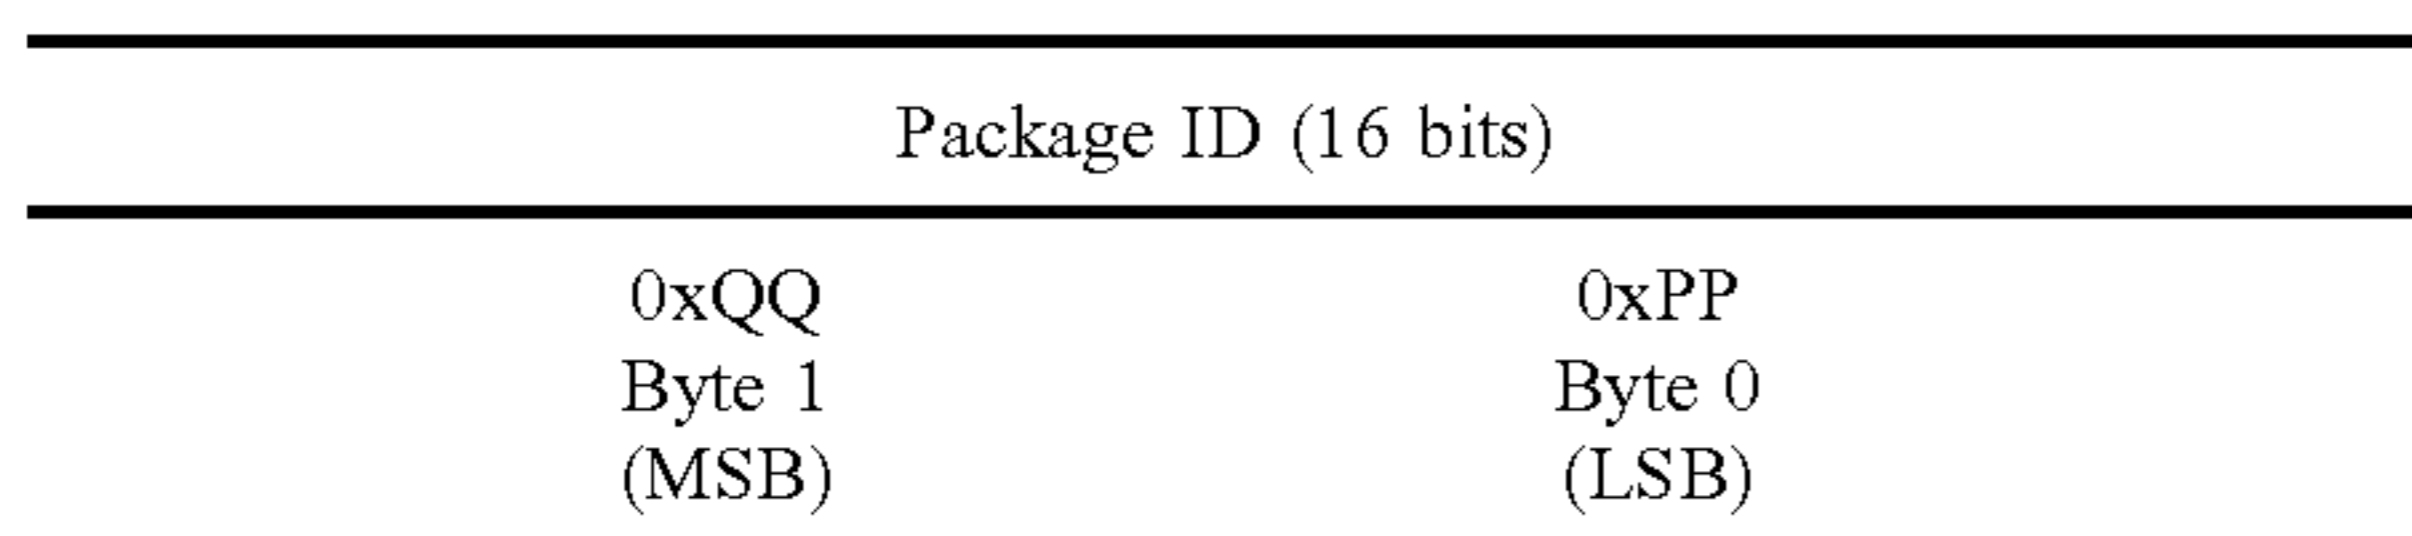 Package ID (16 bits)
0xQQ 0xPP
Byte 1 Byte 0
(MSB) (LSB)